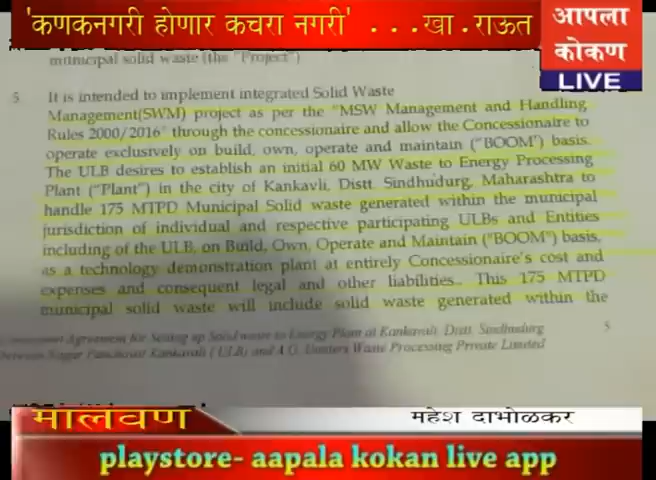 'कणकनगरी होणार कचरा नगरी' ...खा.राऊत
आपला
कोकण
LIVE
municipal solid waste (the "Project")
5. It is intended to implement integrated Solid Waste
Management(SWM) project as per the "MSW Management and Handling
Rules 2000/2016" through the concessionaire and allow the Concessionaire to
operate exclusively on build, own, operate and maintain ("BOOM") basis.
The ULB desires to establish an initial 60 MW Waste to Energy Processing
Plant ("Plant") in the city of Kankavli, Distt. Sindhudurg, Maharashtra to
handle 175 MTPD Municipal Solid waste generated within the municipal
jurisdiction of individual and respective participating ULBs and Entities
including of the ULB, on Build, Own, Operate and Maintain ("BOOM") basis,
as a technology demonstration plant at entirely Concessionaire's cost and
expenses and consequent legal and other liabilities. This 175 MTPD
municipal solid waste will include solid waste generated within the
Agreement for Setting up Solid waste to Energy Plant at Kankavali, Distt. Sindhudurg
5
Nagar Panchayat Kankavali (ULB) and A.G. Waste Processing Private Limited
मालवण
महेश दाभोळकर
playstore- aapala kokan live app